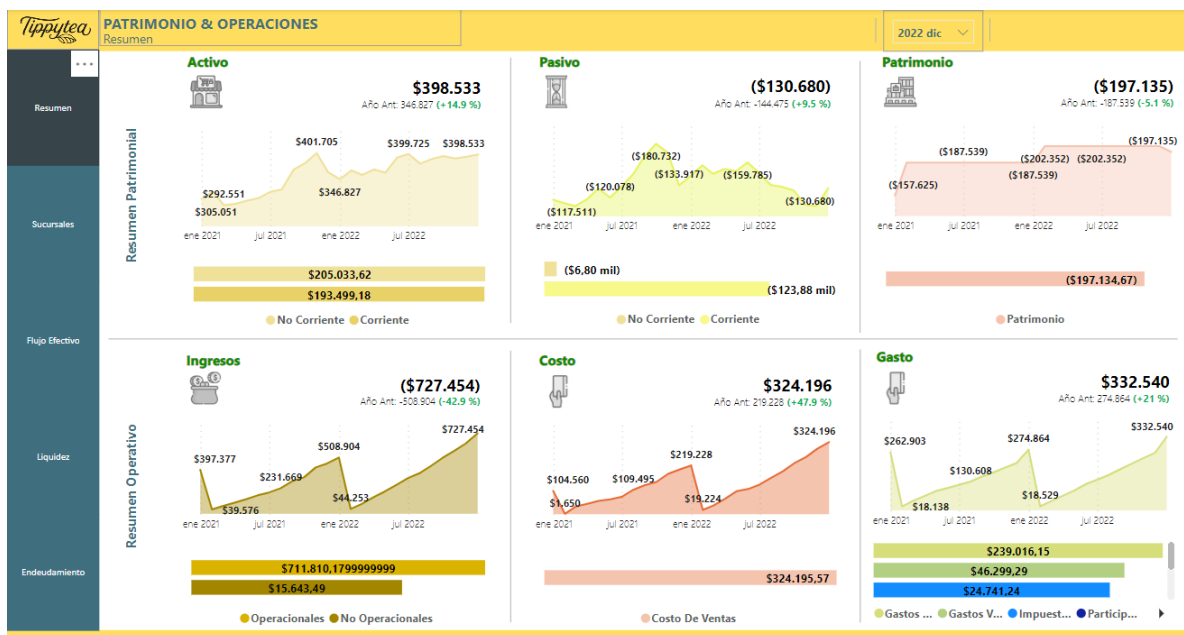 Tippytea
PATRIMONIO & OPERACIONES
Resumen
2022 dic
...
Resumen
Sucursales
Flujo Efectivo
Liquidez
Endeudamiento
Resumen Patrimonial
Activo
$398.533
Año Ant: 346.827 (+14.9 %)
$401.705
$399.725
$398.533
$292.551
$346.827
$305.051
ene 2021
jul 2021
ene 2022
jul 2022
$205.033,62
$193.499,18
No Corriente
Corriente
Pasivo
($130.680)
Año Ant: -144.475 (+9.5 %)
($180.732)
($133.917)
($159.785)
($120.078)
($130.680)
($117.511)
ene 2021
jul 2021
ene 2022
jul 2022
($6,80 mil)
($123,88 mil)
No Corriente
Corriente
Patrimonio
($197.135)
Año Ant: -187.539 (-5.1 %)
($197.135)
($187.539)
($202.352)
($202.352)
($187.539)
($157.625)
ene 2021
jul 2021
ene 2022
jul 2022
($197.134,67)
Patrimonio
Resumen Operativo
Ingresos
($727.454)
Año Ant: -508.904 (-42.9 %)
$727.454
$508.904
$397.377
$231.669
$44.253
$39.576
ene 2021
jul 2021
ene 2022
jul 2022
$711.810,1799999999
$15.643,49
Operacionales
No Operacionales
Costo
$324.196
Año Ant: 219.228 (+47.9 %)
$324.196
$219.228
$104.560
$109.495
$1.650
$19.224
ene 2021
jul 2021
ene 2022
jul 2022
$324.195,57
Costo De Ventas
Gasto
$332.540
Año Ant: 274.864 (+21 %)
$332.540
$262.903
$274.864
$130.608
$18.529
$18.138
ene 2021
jul 2021
ene 2022
jul 2022
$239.016,15
$46.299,29
$24.741,24
Gastos ...
Gastos V...
Impuest...
Particip...